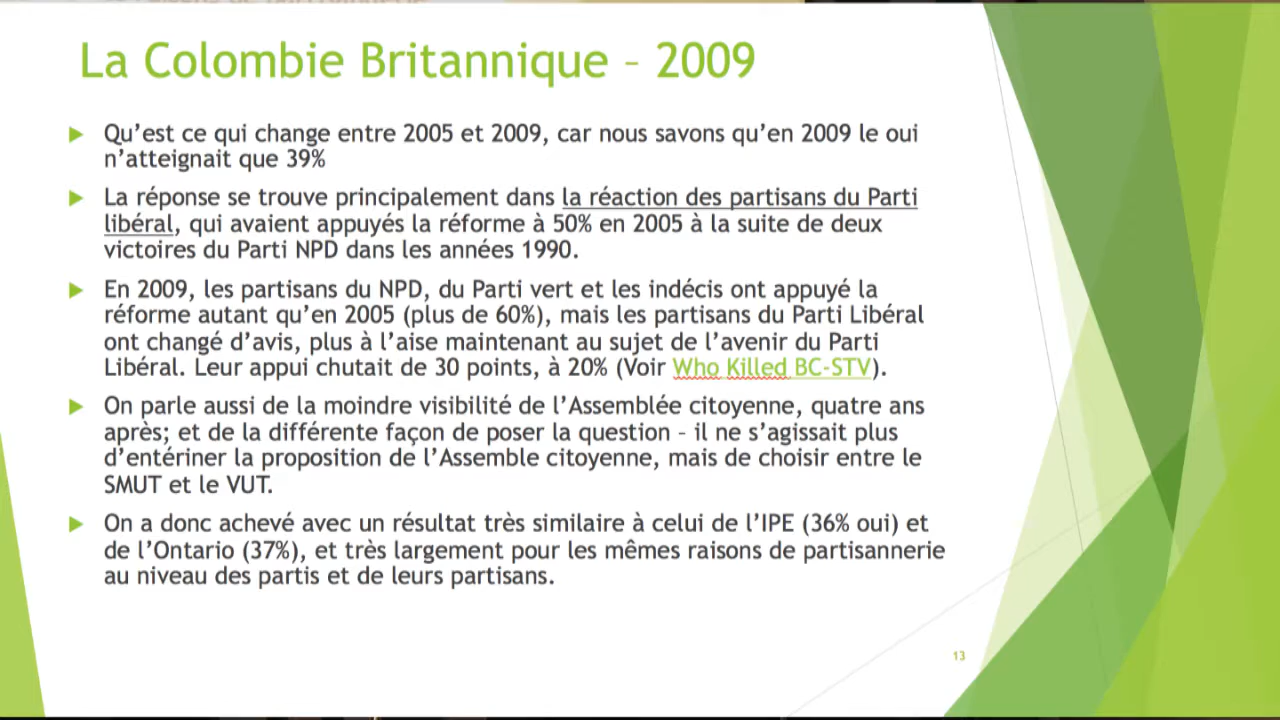 La Colombie Britannique – 2009
Qu’est ce qui change entre 2005 et 2009, car nous savons qu’en 2009 le oui
n’atteignait que 39%
La réponse se trouve principalement dans la réaction des partisans du Parti
libéral, qui avaient appuyés la réforme à 50% en 2005 à la suite de deux
victoires du Parti NPD dans les années 1990.
En 2009, les partisans du NPD, du Parti vert et les indécis ont appuyé la
réforme autant qu’en 2005 (plus de 60%), mais les partisans du Parti Libéral
ont changé d’avis, plus à l’aise maintenant au sujet de l’avenir du Parti
Libéral. Leur appui chutait de 30 points, à 20% (Voir Who Killed BC-STV).
On parle aussi de la moindre visibilité de l’Assemblée citoyenne, quatre ans
après; et de la différente façon de poser la question – il ne s’agissait plus
d’entériner la proposition de l’Assemble citoyenne, mais de choisir entre le
SMUT et le VUT.
On a donc achevé avec un résultat très similaire à celui de l’IPE (36% oui) et
de l’Ontario (37%), et très largement pour les mêmes raisons de partisannerie
au niveau des partis et de leurs partisans.
13